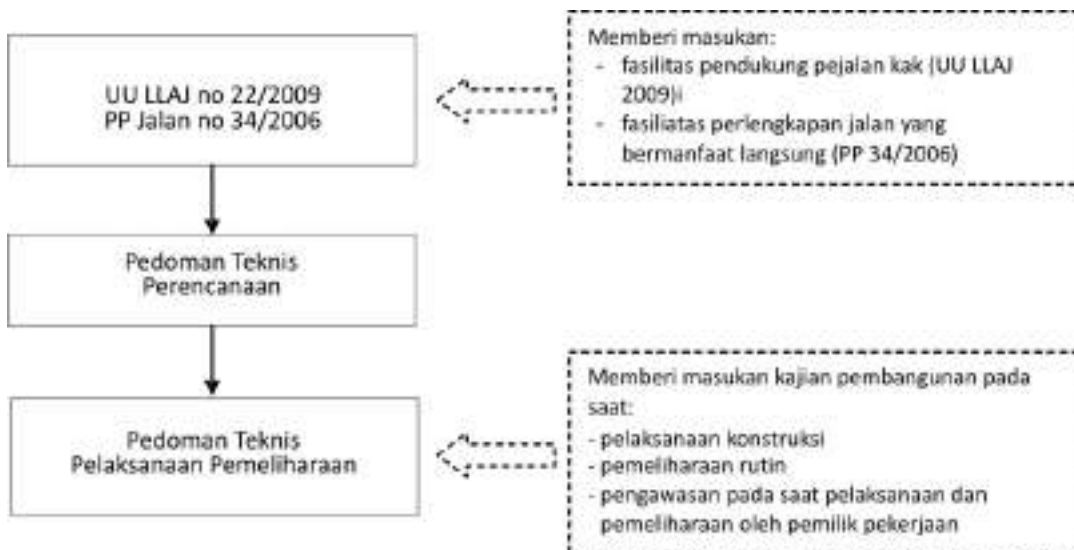 UU LLAJ no 22/2009
PP Jalan no 34/2006
Memberi masukan:
- fasilitas pendukung pejalan kak (UU LLAJ
2009)i
- fasiliatas perlengkapan jalan yang
bermanfaat langsung (PP 34/2006)
Pedoman Teknis
Perencanaan
Pedoman Teknis
Pelaksanaan Pemeliharaan
Memberi masukan kajian pembangunan pada
saat:
- pelaksanaan konstruksi
- pemeliharaan rutin
- pengawasan pada saat pelaksanaan dan
pemeliharaan oleh pemilik pekerjaan